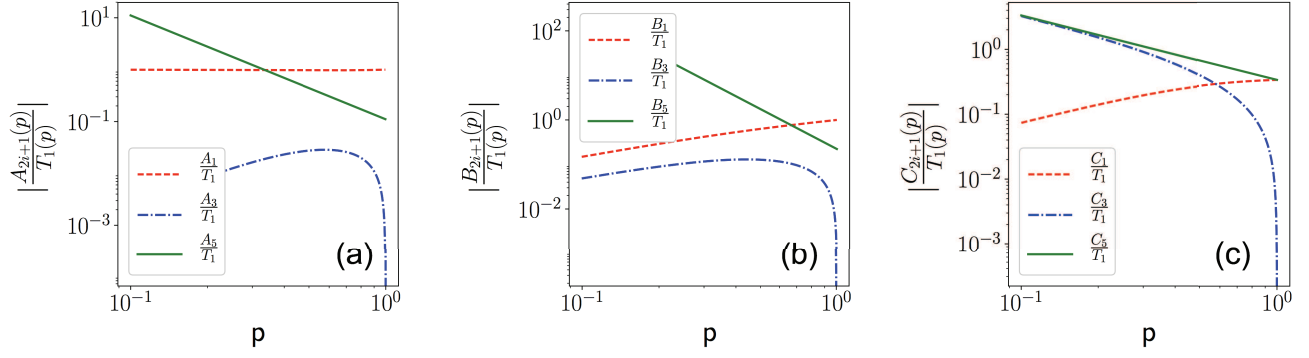 10^1
10^-1
10^-3
|A_{2i+1}(p)/T_1(p)|
A_1/T_1
A_3/T_1
A_5/T_1
(a)
10^-1
10^0
p
10^2
10^0
10^-2
|B_{2i+1}(p)/T_1(p)|
B_1/T_1
B_3/T_1
B_5/T_1
(b)
10^-1
10^0
p
10^0
10^-1
10^-2
10^-3
|C_{2i+1}(p)/T_1(p)|
C_1/T_1
C_3/T_1
C_5/T_1
(c)
10^-1
10^0
p